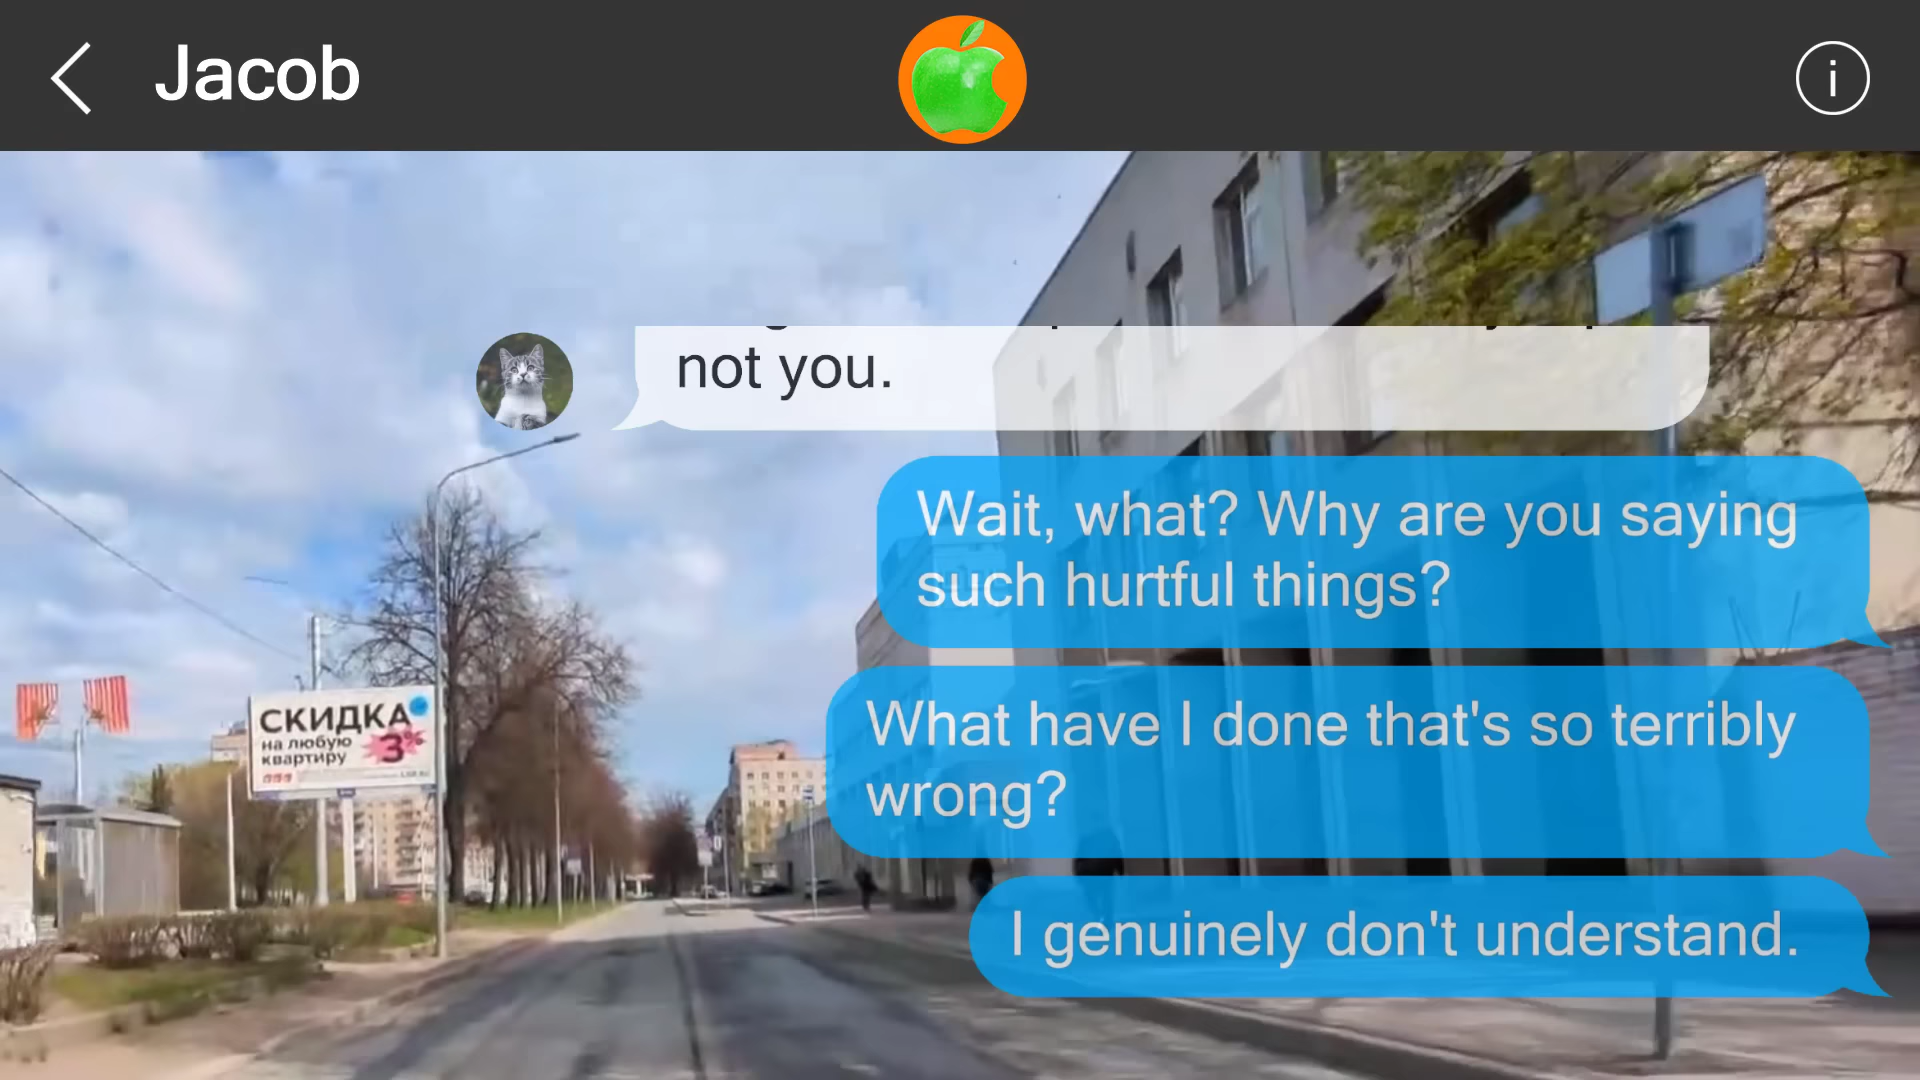 Jacob
not you.
Wait, what? Why are you saying
such hurtful things?
What have I done that's so terribly
wrong?
I genuinely don't understand.
СКИДКА
на любую
квартиру
3%